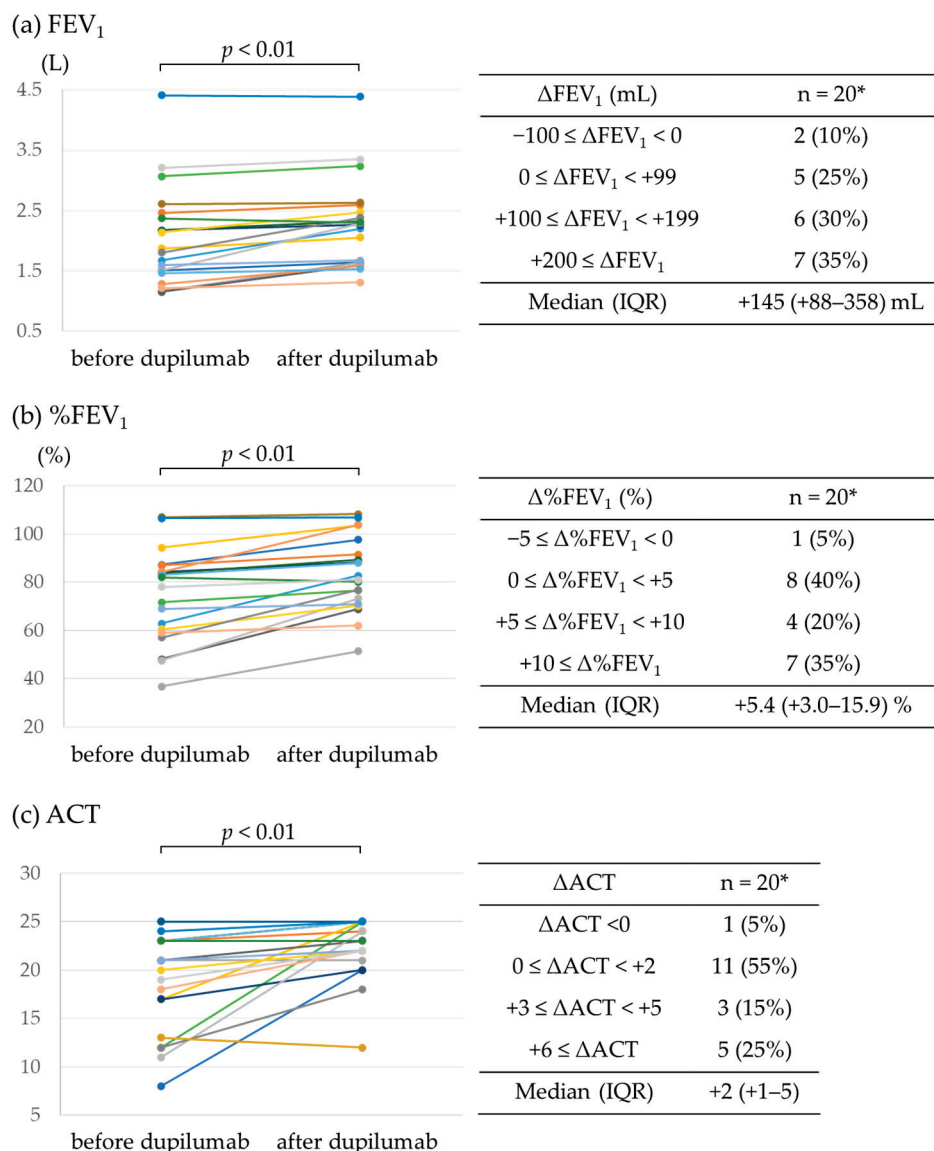 (a) FEV₁
(L)
p < 0.01
4.5
3.5
2.5
1.5
0.5
before dupilumab after dupilumab
ΔFEV₁ (mL) n = 20*
−100 ≤ ΔFEV₁ < 0 2 (10%)
0 ≤ ΔFEV₁ < +99 5 (25%)
+100 ≤ ΔFEV₁ < +199 6 (30%)
+200 ≤ ΔFEV₁ 7 (35%)
Median (IQR) +145 (+88–358) mL
(b) %FEV₁
(%)
p < 0.01
120
100
80
60
40
20
before dupilumab after dupilumab
Δ%FEV₁ (%) n = 20*
−5 ≤ Δ%FEV₁ < 0 1 (5%)
0 ≤ Δ%FEV₁ < +5 8 (40%)
+5 ≤ Δ%FEV₁ < +10 4 (20%)
+10 ≤ Δ%FEV₁ 7 (35%)
Median (IQR) +5.4 (+3.0–15.9) %
(c) ACT
p < 0.01
30
25
20
15
10
5
before dupilumab after dupilumab
ΔACT n = 20*
ΔACT <0 1 (5%)
0 ≤ ΔACT < +2 11 (55%)
+3 ≤ ΔACT < +5 3 (15%)
+6 ≤ ΔACT 5 (25%)
Median (IQR) +2 (+1–5)